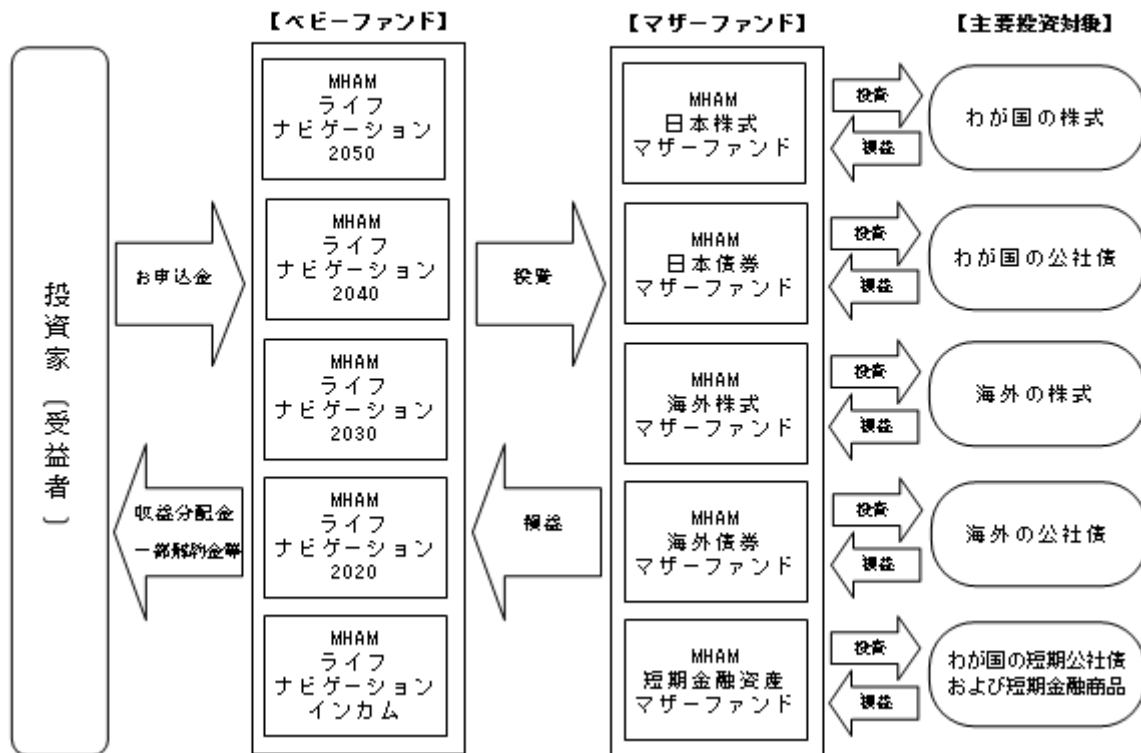 【ベビーファンド】
【マザーファンド】
【主要投資対象】
投資家（受益者）
お申込金
収益分配金
一部解約金等
MHAM
ライフ
ナビゲーション
2050
MHAM
ライフ
ナビゲーション
2040
MHAM
ライフ
ナビゲーション
2030
MHAM
ライフ
ナビゲーション
2020
MHAM
ライフ
ナビゲーション
インカム
投資
損益
MHAM
日本株式
マザーファンド
MHAM
日本債券
マザーファンド
MHAM
海外株式
マザーファンド
MHAM
海外債券
マザーファンド
MHAM
短期金融資産
マザーファンド
投資
損益
わが国の株式
投資
損益
わが国の公社債
投資
損益
海外の株式
投資
損益
海外の公社債
投資
損益
わが国の短期公社債
および短期金融商品